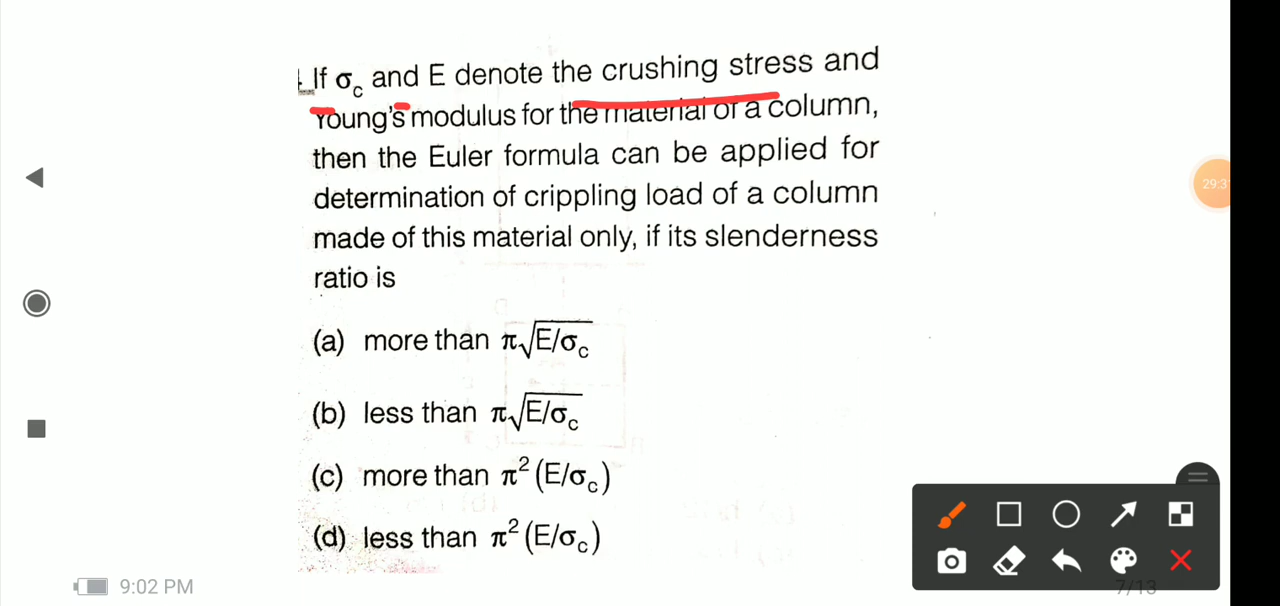 If σc and E denote the crushing stress and
Young's modulus for the material of a column,
then the Euler formula can be applied for
determination of crippling load of a column
made of this material only, if its slenderness
ratio is
(a) more than π√E/σc
(b) less than π√E/σc
(c) more than π² (E/σc)
(d) less than π² (E/σc)
29:3
9:02 PM
7/13